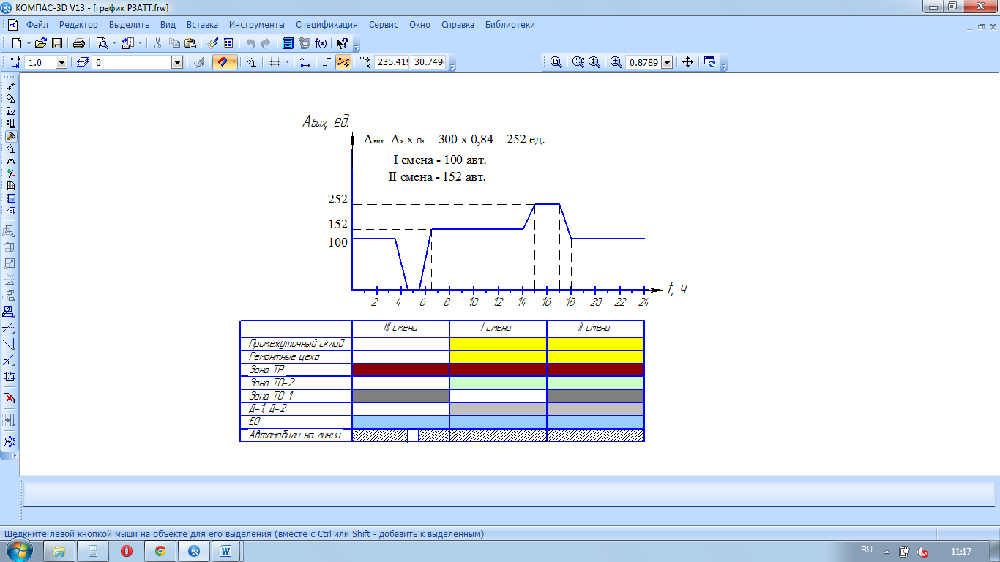 КОМПАС-3D V13 - [график РЗАТТ.frw]
Файл Редактор Выделить Вид Вставка Инструменты Спецификация Сервис Окно Справка Библиотеки
f(x)
1.0 0 235.419 30.7490 0.8789
Aвых, ед.
Aвых=Aи x αи = 300 x 0,84 = 252 ед.
I смена - 100 авт.
II смена - 152 авт.
252
152
100
t, ч
2 4 6 8 10 12 14 16 18 20 22 24
III смена I смена II смена
Промежуточный склад
Ремонтные цеха
Зона ТР
Зона ТО-2
Зона ТО-1
Д-1, Д-2
ЕО
Автомобили на линии
Щелкните левой кнопкой мыши на объекте для его выделения (вместе с Ctrl или Shift - добавить к выделенным)
RU 11:17